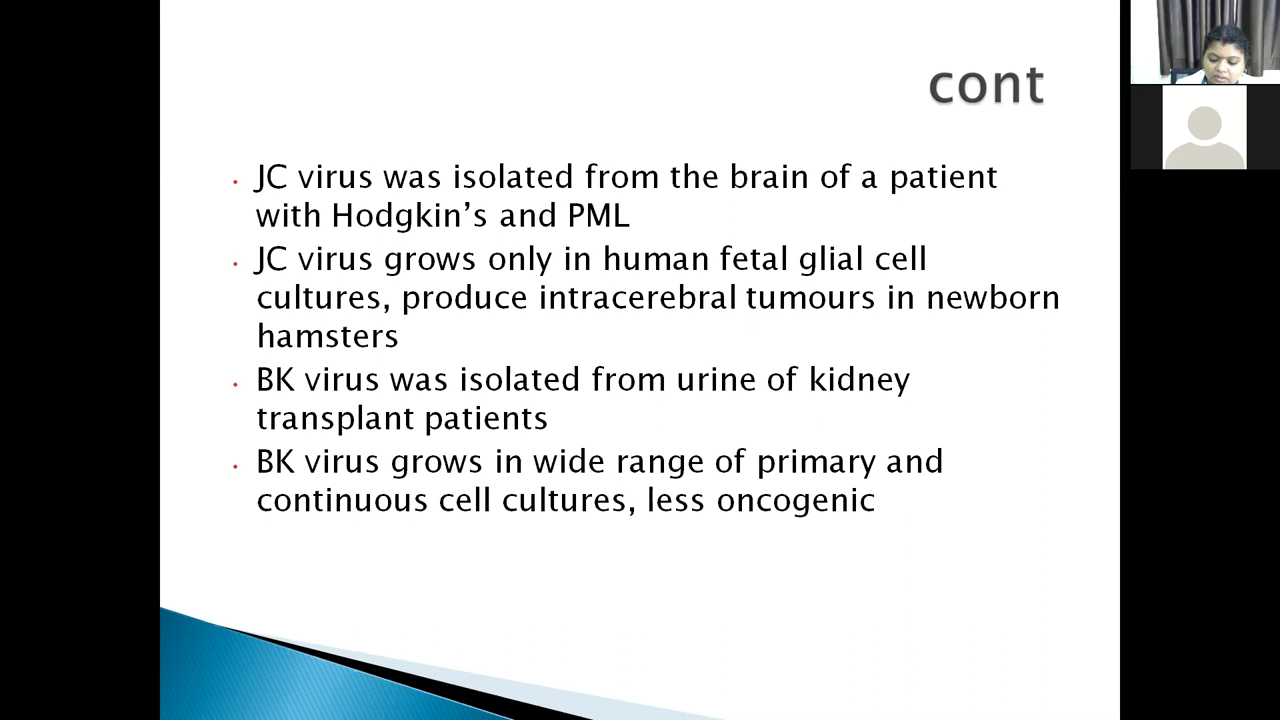 cont
JC virus was isolated from the brain of a patient
with Hodgkin’s and PML
JC virus grows only in human fetal glial cell
cultures, produce intracerebral tumours in newborn
hamsters
BK virus was isolated from urine of kidney
transplant patients
BK virus grows in wide range of primary and
continuous cell cultures, less oncogenic